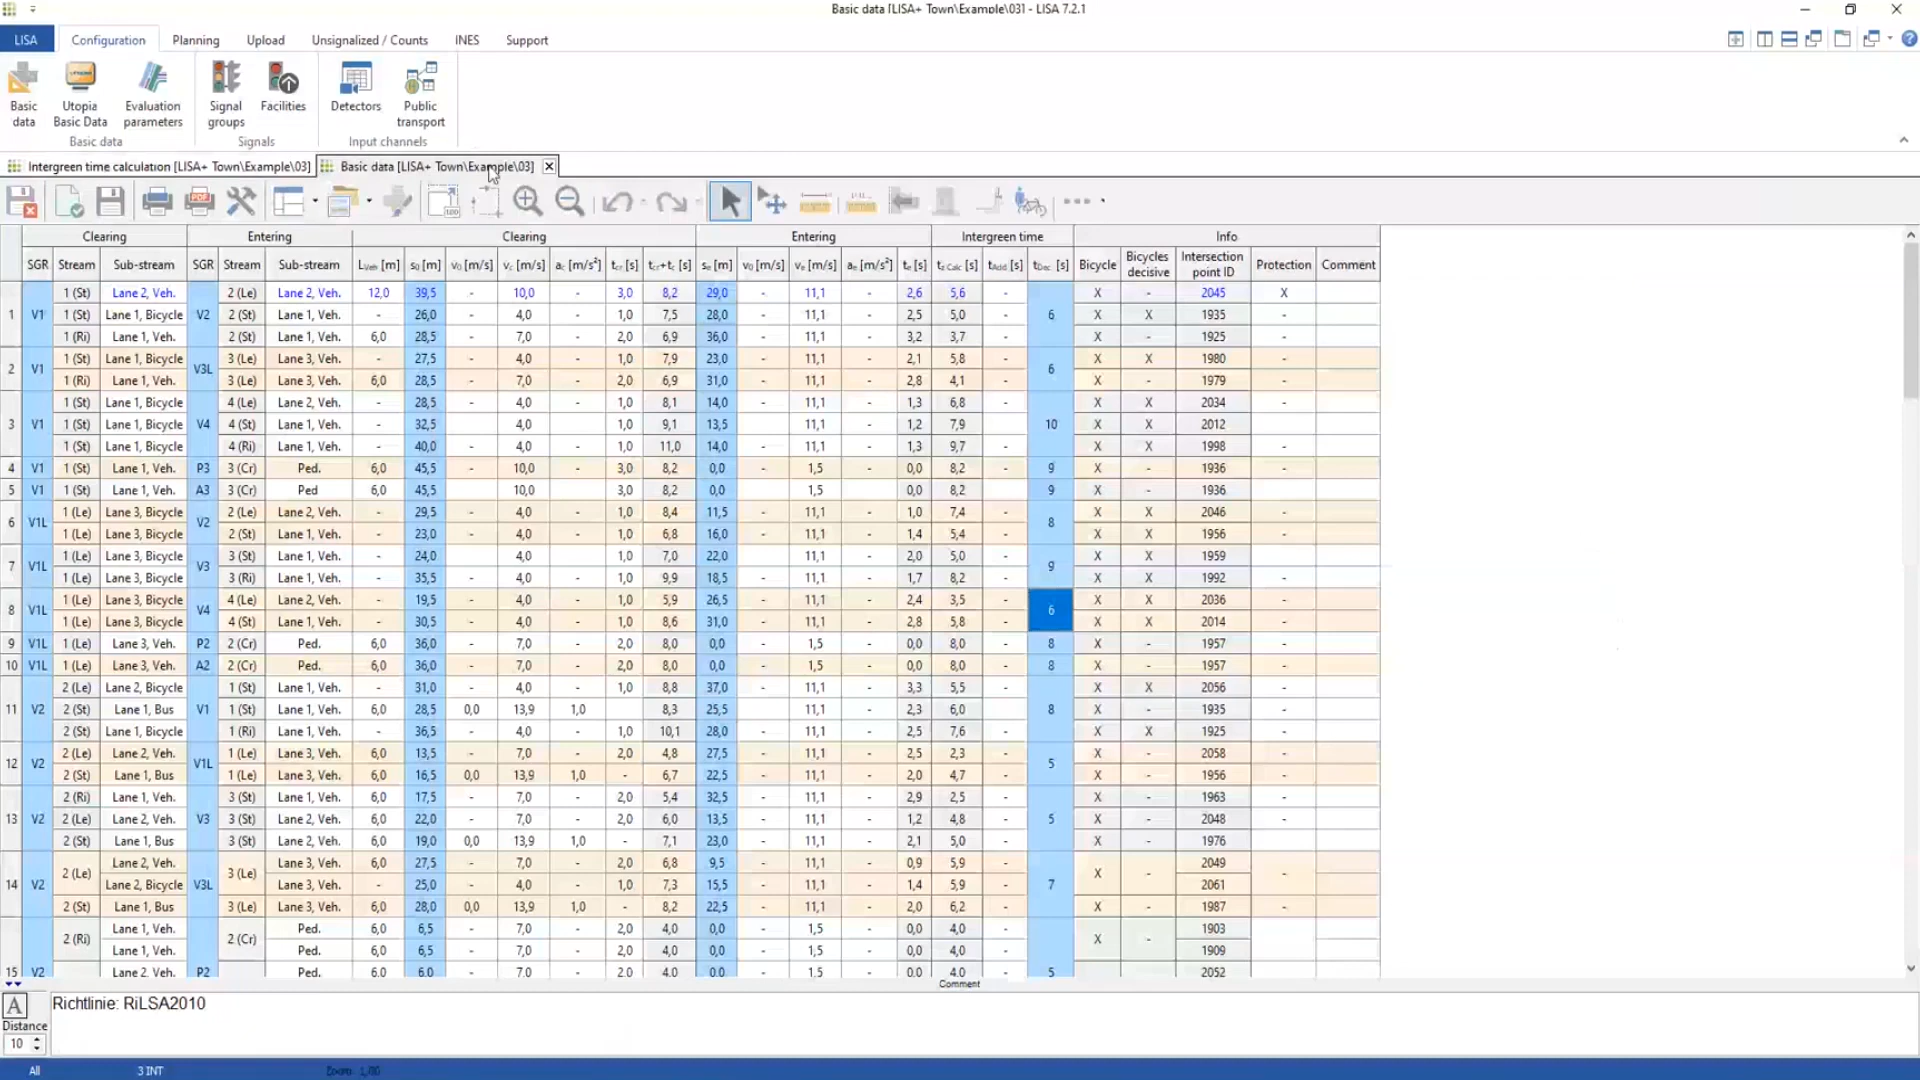 Basic data [LISA+ Town\Example\03] - LISA 7.2.1
LISA Configuration Planning Upload Unsignalized / Counts INES Support
Basic data Utopia Basic Data Evaluation parameters Signal groups Facilities Detectors Public transport
Basic data Signals Input channels
Intergreen time calculation [LISA+ Town\Example\03] Basic data [LISA+ Town\Example\03]
Clearing Entering Clearing Entering Intergreen time Info
SGR Stream Sub-stream SGR Stream Sub-stream LVeh [m] s0 [m] v0 [m/s] vc [m/s] ac [m/s²] tcr [s] tcr+tc [s] se [m] v0 [m/s] ve [m/s] ae [m/s²] te [s] tz Calc [s] tAdd [s] tDec [s] Bicycle Bicycles decisive Intersection point ID Protection Comment
1 (St) Lane 2, Veh. 2 (Le) Lane 2, Veh. 12,0 39,5 - 10,0 - 3,0 8,2 29,0 - 11,1 - 2,6 5,6 - X - 2045 X
1 V1 1 (St) Lane 1, Bicycle V2 2 (St) Lane 1, Veh. - 26,0 - 4,0 - 1,0 7,5 28,0 - 11,1 - 2,5 5,0 - 6 X X 1935 -
1 (Ri) Lane 1, Veh. 2 (St) Lane 1, Veh. 6,0 28,5 - 7,0 - 2,0 6,9 36,0 - 11,1 - 3,2 3,7 - X - 1925 -
1 (St) Lane 1, Bicycle 3 (Le) Lane 3, Veh. - 27,5 - 4,0 - 1,0 7,9 23,0 - 11,1 - 2,1 5,8 - X X 1980 -
2 V1 V3L 6
1 (Ri) Lane 1, Veh. 3 (Le) Lane 3, Veh. 6,0 28,5 - 7,0 - 2,0 6,9 31,0 - 11,1 - 2,8 4,1 - X - 1979 -
1 (St) Lane 1, Bicycle 4 (Le) Lane 2, Veh. - 28,5 - 4,0 - 1,0 8,1 14,0 - 11,1 - 1,3 6,8 - X X 2034 -
3 V1 1 (St) Lane 1, Bicycle V4 4 (St) Lane 1, Veh. - 32,5 - 4,0 - 1,0 9,1 13,5 - 11,1 - 1,2 7,9 - 10 X X 2012 -
1 (St) Lane 1, Bicycle 4 (Ri) Lane 1, Veh. - 40,0 - 4,0 - 1,0 11,0 14,0 - 11,1 - 1,3 9,7 - X X 1998 -
4 V1 1 (St) Lane 1, Veh. P3 3 (Cr) Ped. 6,0 45,5 - 10,0 - 3,0 8,2 0,0 - 1,5 - 0,0 8,2 - 9 X - 1936 -
5 V1 1 (St) Lane 1, Veh. A3 3 (Cr) Ped 6,0 45,5 10,0 3,0 8,2 0,0 1,5 0,0 8,2 - 9 X - 1936 -
1 (Le) Lane 3, Bicycle 2 (Le) Lane 2, Veh. - 29,5 - 4,0 - 1,0 8,4 11,5 - 11,1 - 1,0 7,4 - X X 2046 -
6 V1L V2 8
1 (Le) Lane 3, Bicycle 2 (St) Lane 1, Veh. - 23,0 - 4,0 - 1,0 6,8 16,0 - 11,1 - 1,4 5,4 - X X 1956 -
1 (Le) Lane 3, Bicycle 3 (St) Lane 1, Veh. - 24,0 - 4,0 - 1,0 7,0 22,0 - 11,1 - 2,0 5,0 - X X 1959
7 V1L V3 9
1 (Le) Lane 3, Bicycle 3 (Ri) Lane 1, Veh. - 35,5 - 4,0 - 1,0 9,9 18,5 - 11,1 - 1,7 8,2 - X X 1992 -
1 (Le) Lane 3, Bicycle 4 (Le) Lane 2, Veh. - 19,5 - 4,0 - 1,0 5,9 26,5 - 11,1 - 2,4 3,5 - X X 2036 -
8 V1L V4 6
1 (Le) Lane 3, Bicycle 4 (St) Lane 1, Veh. - 30,5 - 4,0 - 1,0 8,6 31,0 - 11,1 - 2,8 5,8 - X X 2014 -
9 V1L 1 (Le) Lane 3, Veh. P2 2 (Cr) Ped. 6,0 36,0 - 7,0 - 2,0 8,0 0,0 - 1,5 - 0,0 8,0 - 8 X - 1957 -
10 V1L 1 (Le) Lane 3, Veh. A2 2 (Cr) Ped. 6,0 36,0 - 7,0 - 2,0 8,0 0,0 - 1,5 - 0,0 8,0 - 8 X - 1957 -
2 (Le) Lane 2, Bicycle 1 (St) Lane 1, Veh. - 31,0 - 4,0 - 1,0 8,8 37,0 - 11,1 - 3,3 5,5 - X X 2056 -
11 V2 2 (St) Lane 1, Bus V1 1 (St) Lane 1, Veh. 6,0 28,5 0,0 13,9 1,0 8,3 25,5 11,1 - 2,3 6,0 - 8 X - 1935 -
2 (St) Lane 1, Bicycle 1 (Ri) Lane 1, Veh. - 36,5 - 4,0 - 1,0 10,1 28,0 - 11,1 - 2,5 7,6 - X X 1925 -
2 (Le) Lane 2, Veh. 1 (Le) Lane 3, Veh. 6,0 13,5 - 7,0 - 2,0 4,8 27,5 - 11,1 - 2,5 2,3 - X - 2058 -
12 V2 V1L 5
2 (St) Lane 1, Bus 1 (Le) Lane 3, Veh. 6,0 16,5 0,0 13,9 1,0 - 6,7 22,5 - 11,1 - 2,0 4,7 - X - 1956 -
2 (Ri) Lane 1, Veh. 3 (St) Lane 1, Veh. 6,0 17,5 - 7,0 - 2,0 5,4 32,5 - 11,1 - 2,9 2,5 - X - 1963 -
13 V2 2 (Le) Lane 2, Veh. V3 3 (St) Lane 2, Veh. 6,0 22,0 - 7,0 - 2,0 6,0 13,5 - 11,1 - 1,2 4,8 - 5 X - 2048 -
2 (St) Lane 1, Bus 3 (St) Lane 2, Veh. 6,0 19,0 0,0 13,9 1,0 - 7,1 23,0 - 11,1 - 2,1 5,0 - X - 1976 -
Lane 2, Veh. Lane 3, Veh. 6,0 27,5 - 7,0 - 2,0 6,8 9,5 - 11,1 - 0,9 5,9 - 2049
2 (Le) 3 (Le) X - -
14 V2 Lane 2, Bicycle V3L Lane 3, Veh. - 25,0 - 4,0 - 1,0 7,3 15,5 - 11,1 - 1,4 5,9 - 7 2061
2 (St) Lane 1, Bus 3 (Le) Lane 3, Veh. 6,0 28,0 0,0 13,9 1,0 - 8,2 22,5 - 11,1 - 2,0 6,2 - X - 1987 -
Lane 1, Veh. Ped. 6,0 6,5 - 7,0 - 2,0 4,0 0,0 - 1,5 - 0,0 4,0 - 1903
2 (Ri) 2 (Cr) X -
Lane 1, Veh. Ped. 6,0 6,5 - 7,0 - 2,0 4,0 0,0 - 1,5 - 0,0 4,0 - 1909
15 V2 Lane 2, Veh. P2 Ped. 6,0 6,0 - 7,0 - 2,0 4,0 0,0 - 1,5 - 0,0 4,0 - 5 2052
Comment
A Richtlinie: RiLSA2010
Distance
10
All 3 INT Zoom: 1,00